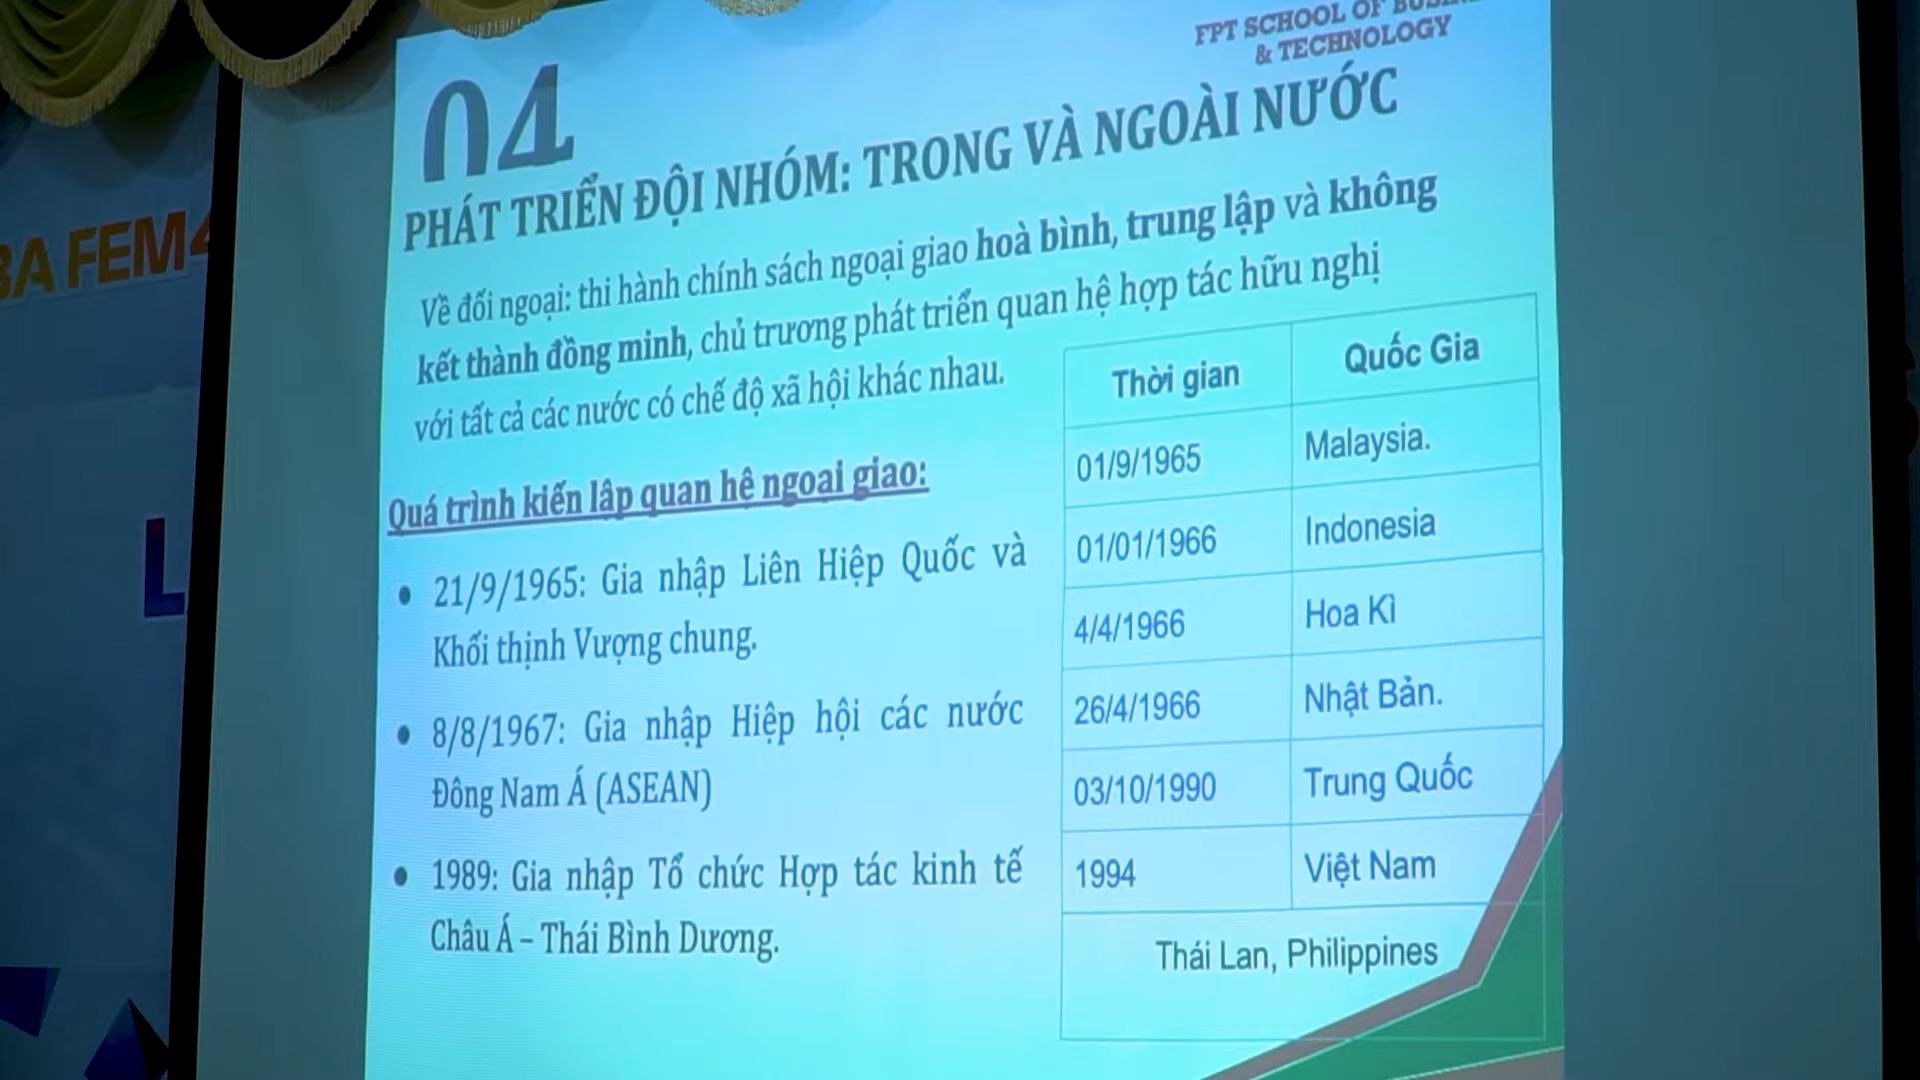 FPT SCHOOL OF
& TECHNOLOGY
04
PHÁT TRIỂN ĐỘI NHÓM: TRONG VÀ NGOÀI NƯỚC
Về đối ngoại: thi hành chính sách ngoại giao hoà bình, trung lập và không
kết thành đồng minh, chủ trương phát triển quan hệ hợp tác hữu nghị
với tất cả các nước có chế độ xã hội khác nhau.
Quá trình kiến lập quan hệ ngoại giao:
• 21/9/1965: Gia nhập Liên Hiệp Quốc và
Khối thịnh Vượng chung.
• 8/8/1967: Gia nhập Hiệp hội các nước
Đông Nam Á (ASEAN)
• 1989: Gia nhập Tổ chức Hợp tác kinh tế
Châu Á – Thái Bình Dương.
Thời gian Quốc Gia
01/9/1965 Malaysia.
01/01/1966 Indonesia
4/4/1966 Hoa Kì
26/4/1966 Nhật Bản.
03/10/1990 Trung Quốc
1994 Việt Nam
Thái Lan, Philippines